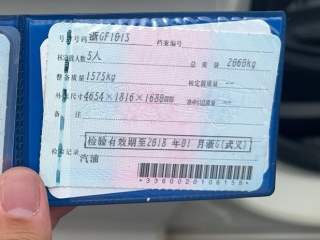 号牌号码 浙GF1G15 档案编号
核定载人数 5人 总质量 2060kg
整备质量 1575kg 核定载质量 --
外廓尺寸 4654×1816×1680mm 准牵引总质量 --
备注
检验有效期至2018年01月浙G(武义)
检验记录
汽油
*3360020106158*